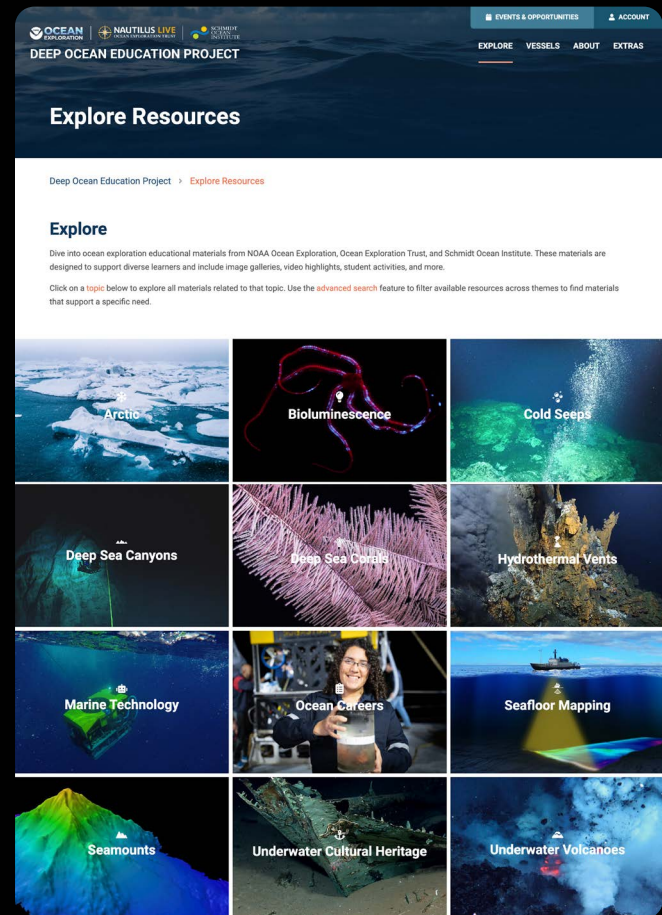 EVENTS & OPPORTUNITIES
ACCOUNT
OCEAN
EXPLORATION
NAUTILUS LIVE
OCEAN EXPLORATION TRUST
SCHMIDT
OCEAN
INSTITUTE
DEEP OCEAN EDUCATION PROJECT
EXPLORE VESSELS ABOUT EXTRAS
Explore Resources
Deep Ocean Education Project > Explore Resources
Explore
Dive into ocean exploration educational materials from NOAA Ocean Exploration, Ocean Exploration Trust, and Schmidt Ocean Institute. These materials are
designed to support diverse learners and include image galleries, video highlights, student activities, and more.
Click on a topic below to explore all materials related to that topic. Use the advanced search feature to filter available resources across themes to find materials
that support a specific need.
Arctic
Bioluminescence
Cold Seeps
Deep Sea Canyons
Deep Sea Corals
Hydrothermal Vents
Marine Technology
Ocean Careers
Seafloor Mapping
Seamounts
Underwater Cultural Heritage
Underwater Volcanoes